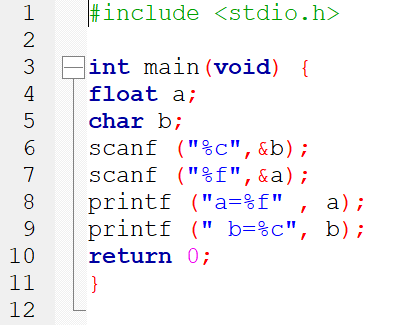 1 #include <stdio.h>
2
3 int main(void) {
4 float a;
5 char b;
6 scanf ("%c",&b);
7 scanf ("%f",&a);
8 printf ("a=%f" , a);
9 printf (" b=%c", b);
10 return 0;
11 }
12